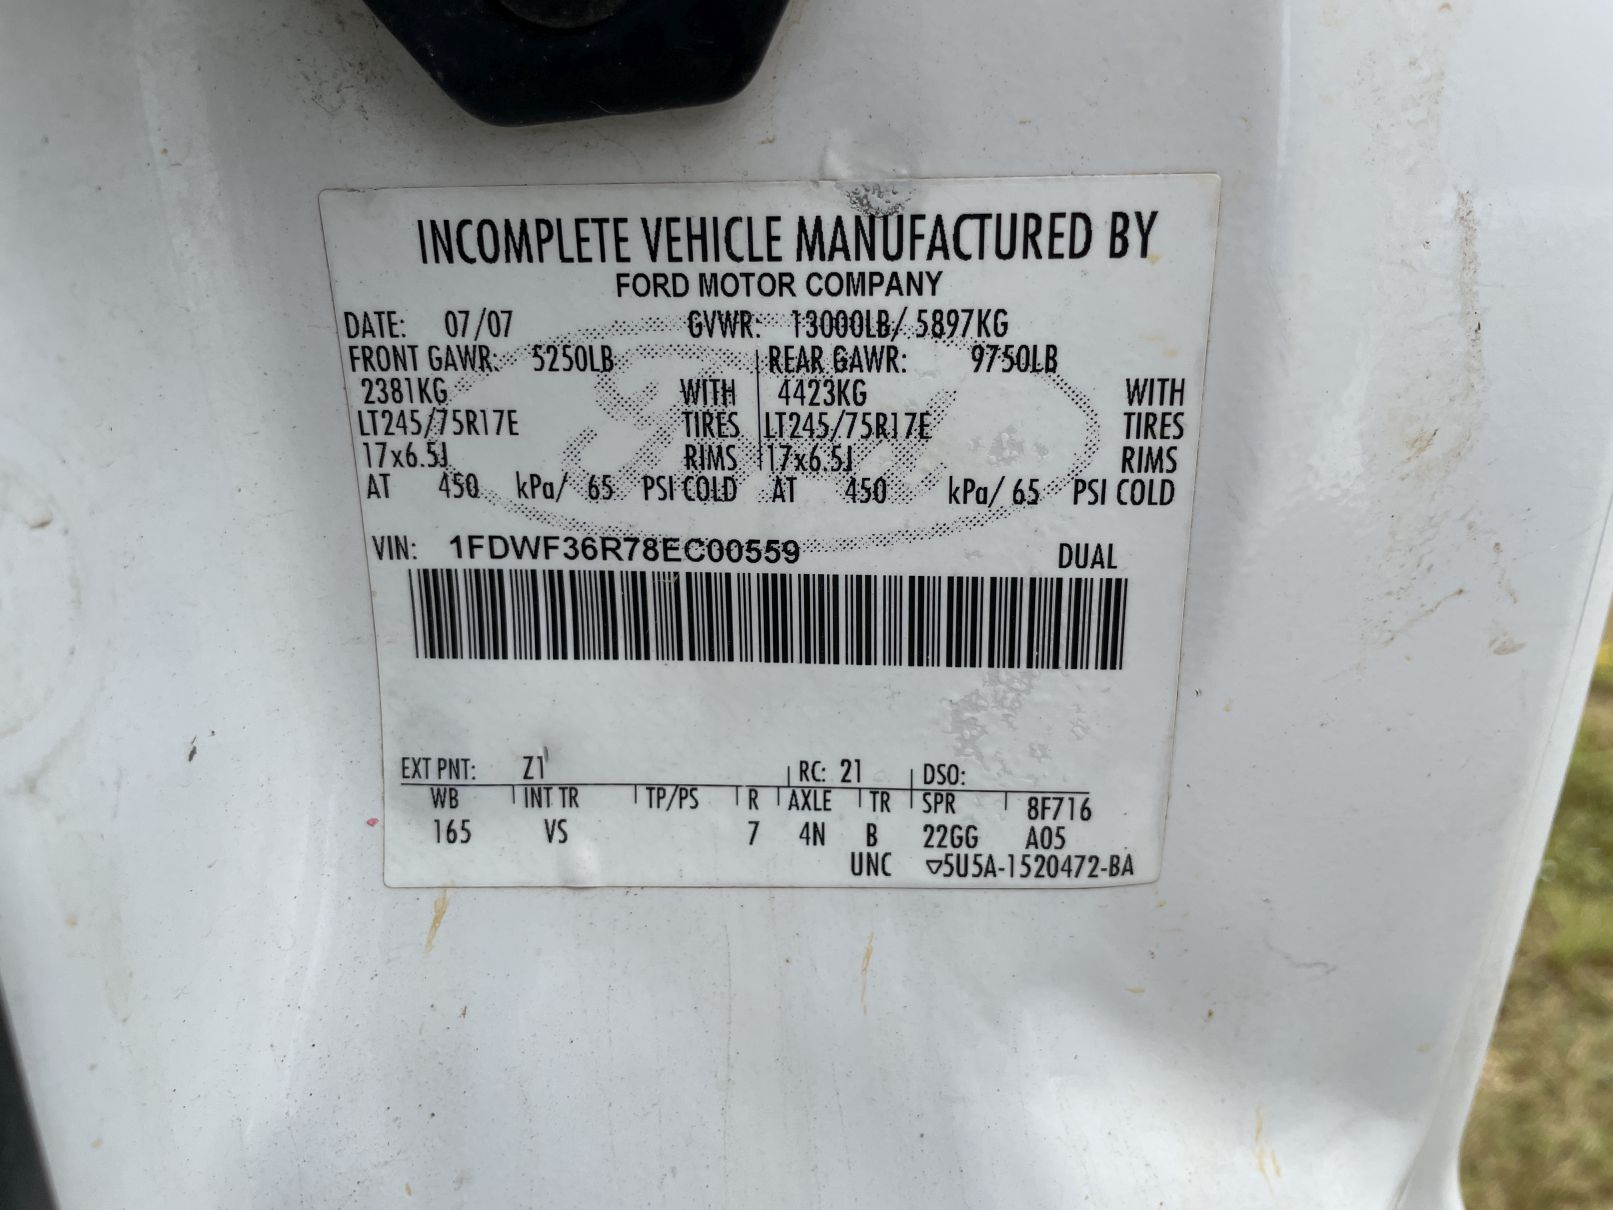 INCOMPLETE VEHICLE MANUFACTURED BY
FORD MOTOR COMPANY
DATE: 07/07 GVWR: 13000LB/ 5897KG
FRONT GAWR: 5250LB REAR GAWR: 9750LB
2381KG WITH 4423KG WITH
LT245/75R17E TIRES LT245/75R17E TIRES
17x6.5J RIMS 17x6.5J RIMS
AT 450 kPa/ 65 PSI COLD AT 450 kPa/ 65 PSI COLD
VIN: 1FDWF36R78EC00559 DUAL
EXT PNT: Z1 RC: 21 DSO:
WB INT TR TP/PS R AXLE TR SPR 8F716
165 VS 7 4N B 22GG A05
UNC ▽5U5A-1520472-BA